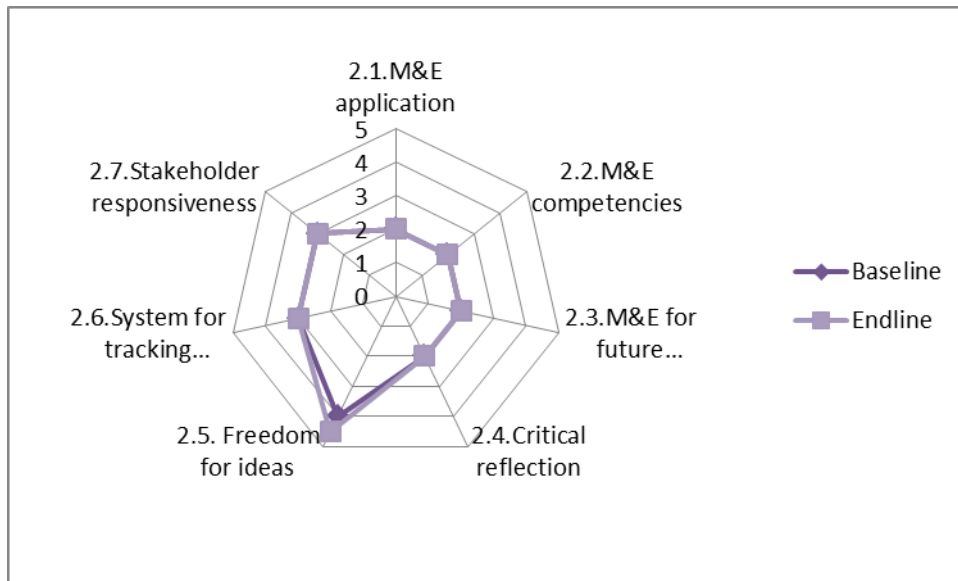 2.1.M&E
application
5
4
3
2
1
0
2.2.M&E
competencies
2.3.M&E for
future...
2.4.Critical
reflection
2.5. Freedom
for ideas
2.6.System for
tracking...
2.7.Stakeholder
responsiveness
Baseline
Endline